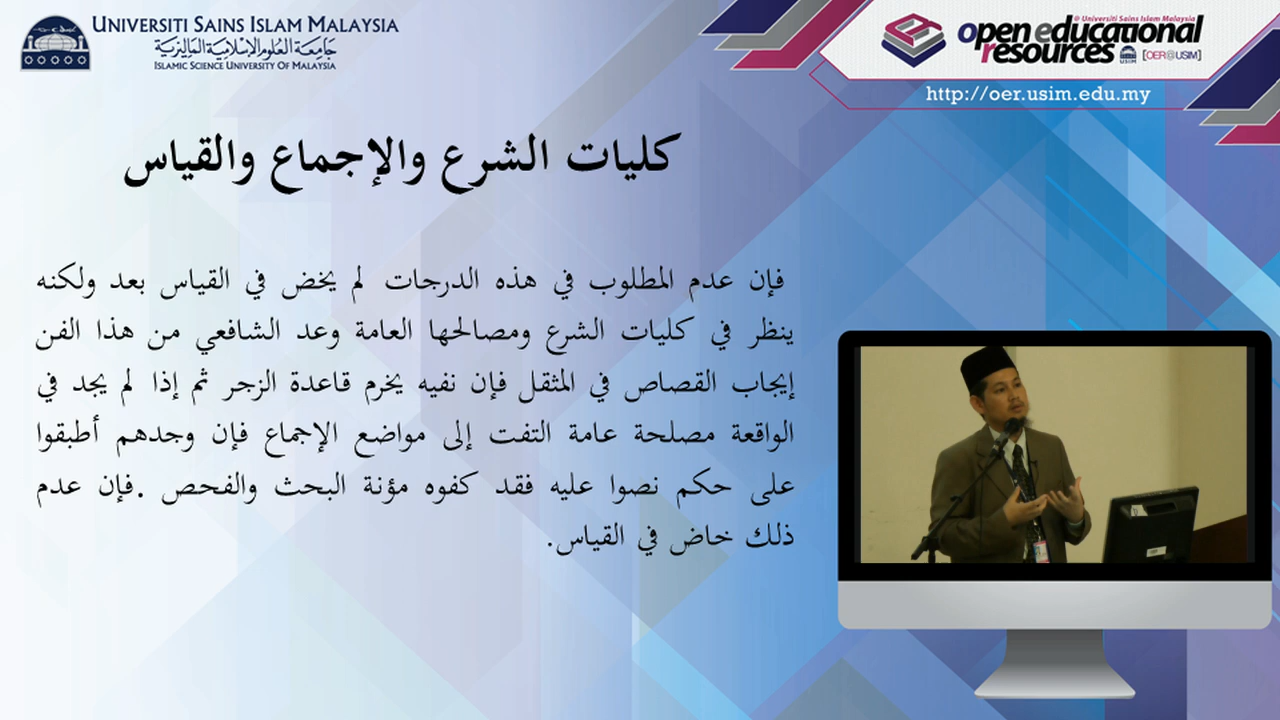 UNIVERSITI SAINS ISLAM MALAYSIA
جامعة العلوم الإسلامية الماليزية
ISLAMIC SCIENCE UNIVERSITY OF MALAYSIA
@ Universiti Sains Islam Malaysia
open educational
resources
USIM
[OER@USIM]
http://oer.usim.edu.my
كليات الشرع والإجماع والقياس
فإن عدم المطلوب في هذه الدرجات لم يخض في القياس بعد ولكنه
ينظر في كليات الشرع ومصالحها العامة وعد الشافعي من هذا الفن
إيجاب القصاص في المثقل فإن نفيه يخرم قاعدة الزجر ثم إذا لم يجد في
الواقعة مصلحة عامة التفت إلى مواضع الإجماع فإن وجدهم أطبقوا
على حكم نصوا عليه فقد كفوه مؤنة البحث والفحص .فإن عدم
ذلك خاض في القياس.